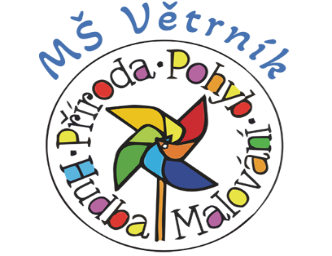 MŠ Větrník
Příroda · Pohyb · Malování · Hudba